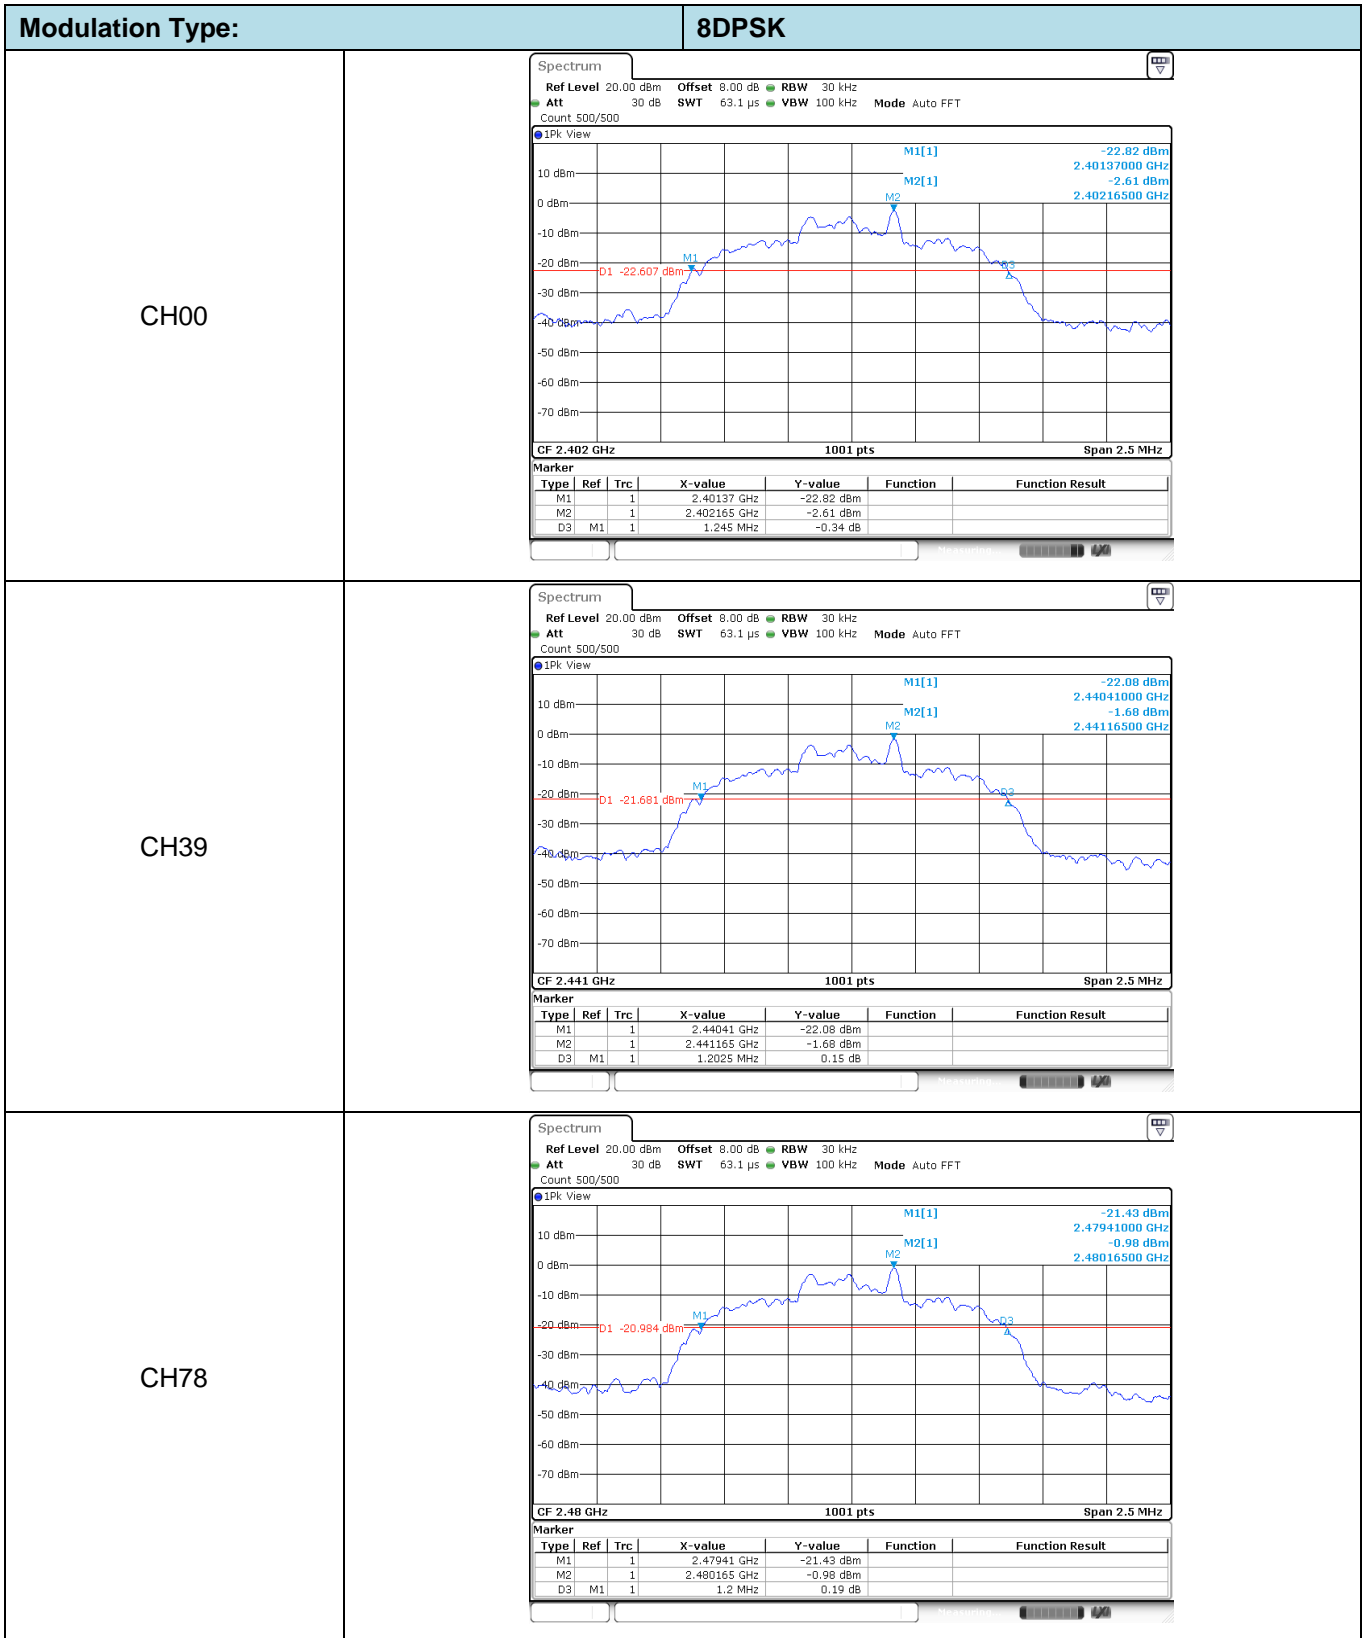 Modulation Type: 8DPSK
CH00
Spectrum
Ref Level 20.00 dBm Offset 8.00 dB RBW 30 kHz
Att 30 dB SWT 63.1 µs VBW 100 kHz Mode Auto FFT
Count 500/500
1Pk View
M1[1] -22.82 dBm
2.40137000 GHz
10 dBm
M2[1] -2.61 dBm
M2 2.40216500 GHz
0 dBm
-10 dBm
M1
-20 dBm D3
D1 -22.607 dBm
-30 dBm
-40 dBm
-50 dBm
-60 dBm
-70 dBm
CF 2.402 GHz 1001 pts Span 2.5 MHz
Marker
Type Ref Trc X-value Y-value Function Function Result
M1 1 2.40137 GHz -22.82 dBm
M2 1 2.402165 GHz -2.61 dBm
D3 M1 1 1.245 MHz -0.34 dB
Measuring... LXI
CH39
Spectrum
Ref Level 20.00 dBm Offset 8.00 dB RBW 30 kHz
Att 30 dB SWT 63.1 µs VBW 100 kHz Mode Auto FFT
Count 500/500
1Pk View
M1[1] -22.08 dBm
2.44041000 GHz
10 dBm
M2[1] -1.68 dBm
M2 2.44116500 GHz
0 dBm
-10 dBm
M1
-20 dBm D3
D1 -21.681 dBm
-30 dBm
-40 dBm
-50 dBm
-60 dBm
-70 dBm
CF 2.441 GHz 1001 pts Span 2.5 MHz
Marker
Type Ref Trc X-value Y-value Function Function Result
M1 1 2.44041 GHz -22.08 dBm
M2 1 2.441165 GHz -1.68 dBm
D3 M1 1 1.2025 MHz 0.15 dB
Measuring... LXI
CH78
Spectrum
Ref Level 20.00 dBm Offset 8.00 dB RBW 30 kHz
Att 30 dB SWT 63.1 µs VBW 100 kHz Mode Auto FFT
Count 500/500
1Pk View
M1[1] -21.43 dBm
2.47941000 GHz
10 dBm
M2[1] -0.98 dBm
M2 2.48016500 GHz
0 dBm
-10 dBm
M1
-20 dBm D3
D1 -20.984 dBm
-30 dBm
-40 dBm
-50 dBm
-60 dBm
-70 dBm
CF 2.48 GHz 1001 pts Span 2.5 MHz
Marker
Type Ref Trc X-value Y-value Function Function Result
M1 1 2.47941 GHz -21.43 dBm
M2 1 2.480165 GHz -0.98 dBm
D3 M1 1 1.2 MHz 0.19 dB
Measuring... LXI